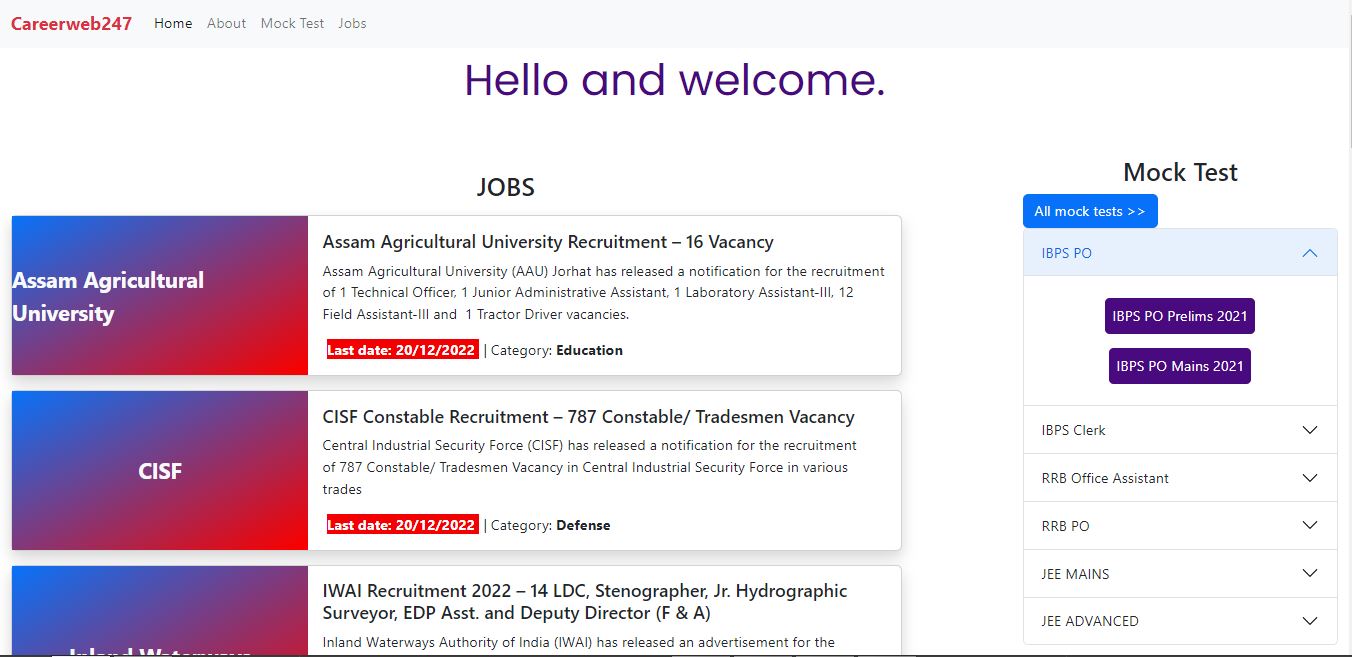 Careerweb247 Home About Mock Test Jobs
Hello and welcome.
JOBS
Assam Agricultural
University
Assam Agricultural University Recruitment – 16 Vacancy
Assam Agricultural University (AAU) Jorhat has released a notification for the recruitment
of 1 Technical Officer, 1 Junior Administrative Assistant, 1 Laboratory Assistant-III, 12
Field Assistant-III and 1 Tractor Driver vacancies.
Last date: 20/12/2022 | Category: Education
CISF
CISF Constable Recruitment – 787 Constable/ Tradesmen Vacancy
Central Industrial Security Force (CISF) has released a notification for the recruitment
of 787 Constable/ Tradesmen Vacancy in Central Industrial Security Force in various
trades
Last date: 20/12/2022 | Category: Defense
Inland Waterways
IWAI Recruitment 2022 – 14 LDC, Stenographer, Jr. Hydrographic
Surveyor, EDP Asst. and Deputy Director (F & A)
Inland Waterways Authority of India (IWAI) has released an advertisement for the
Mock Test
All mock tests >>
IBPS PO
IBPS PO Prelims 2021
IBPS PO Mains 2021
IBPS Clerk
RRB Office Assistant
RRB PO
JEE MAINS
JEE ADVANCED